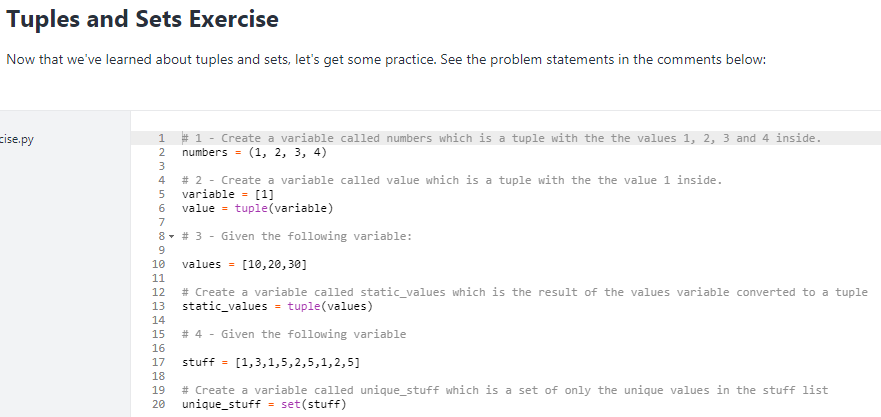 Tuples and Sets Exercise
Now that we've learned about tuples and sets, let's get some practice. See the problem statements in the comments below:
cise.py
1 # 1 - Create a variable called numbers which is a tuple with the the values 1, 2, 3 and 4 inside.
2 numbers = (1, 2, 3, 4)
3
4 # 2 - Create a variable called value which is a tuple with the the value 1 inside.
5 variable = [1]
6 value = tuple(variable)
7
8 # 3 - Given the following variable:
9
10 values = [10,20,30]
11
12 # Create a variable called static_values which is the result of the values variable converted to a tuple
13 static_values = tuple(values)
14
15 # 4 - Given the following variable
16
17 stuff = [1,3,1,5,2,5,1,2,5]
18
19 # Create a variable called unique_stuff which is a set of only the unique values in the stuff list
20 unique_stuff = set(stuff)